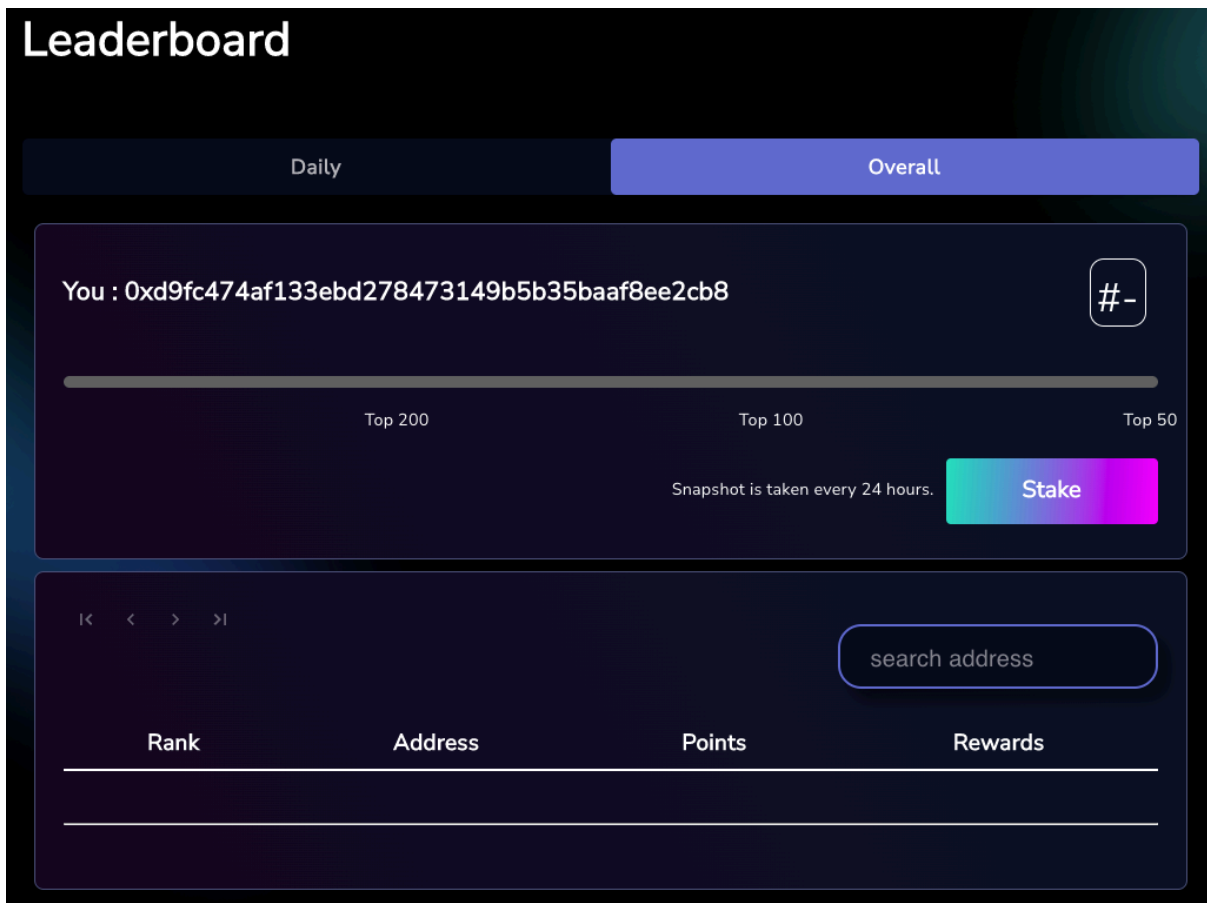 Leaderboard
Daily
Overall
You : 0xd9fc474af133ebd278473149b5b35baaf8ee2cb8
#-
Top 200
Top 100
Top 50
Snapshot is taken every 24 hours.
Stake
search address
Rank
Address
Points
Rewards